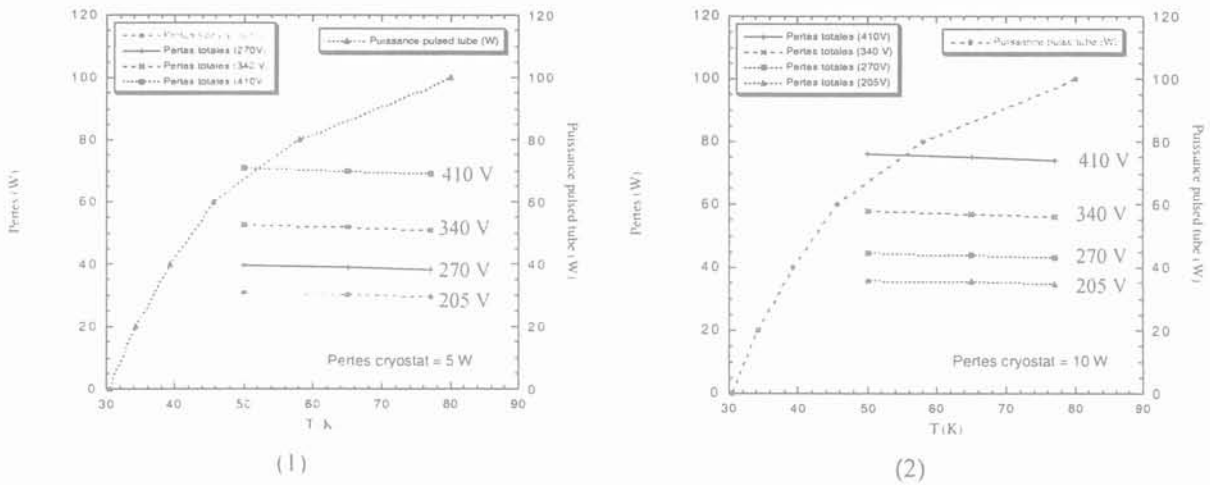 120
100
80
60
40
20
0
Pertes (W)
Pertes totales (270V)
Pertes totales (340 V)
Pertes totales (410V
Puissance pulsed tube (W)
410 V
340 V
270 V
205 V
Pertes cryostat = 5 W
120
100
80
60
40
20
0
Puissance pulsed tube (W)
30 40 50 60 70 80 90
T K
(1)
120
100
80
60
40
20
0
Pertes (W)
Pertes totales (410V)
Pertes totales (340 V)
Pertes totales (270V)
Pertes totales (205V)
Puissance pulsed tube (W)
410 V
340 V
270 V
205 V
Pertes cryostat = 10 W
120
100
80
60
40
20
0
Puissance pulsed tube (W)
30 40 50 60 70 80 90
T (K)
(2)